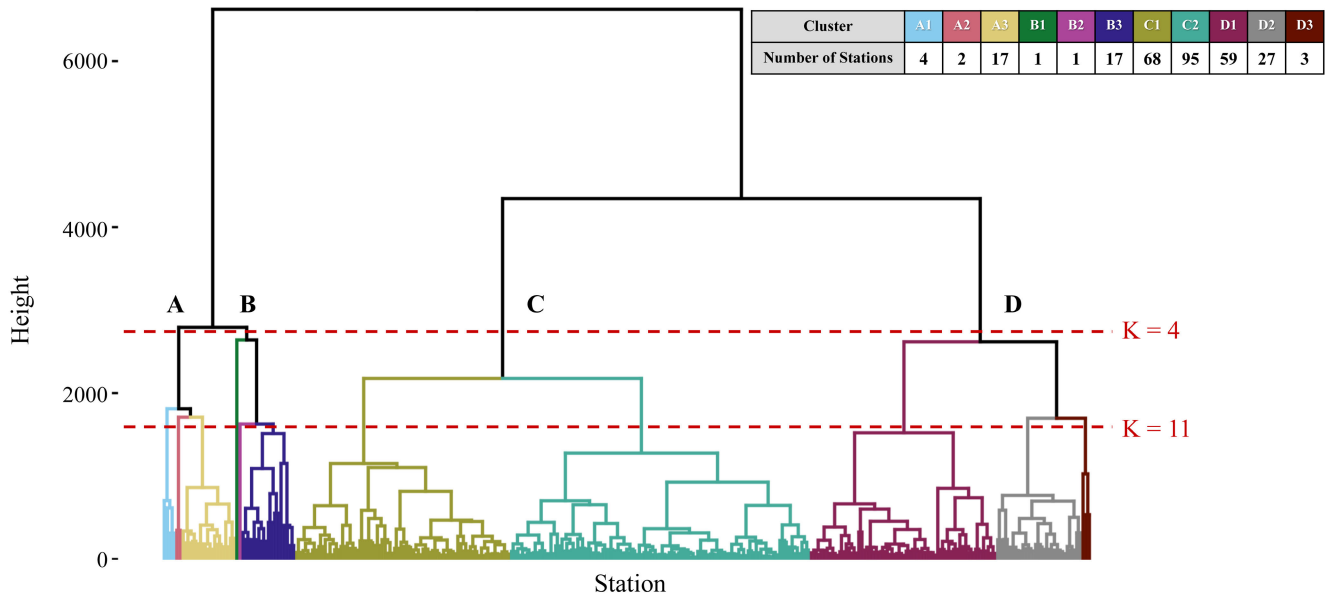 Cluster A1 A2 A3 B1 B2 B3 C1 C2 D1 D2 D3
Number of Stations 4 2 17 1 1 17 68 95 59 27 3
6000
4000
A B C D
K = 4
2000
K = 11
0
Height
Station